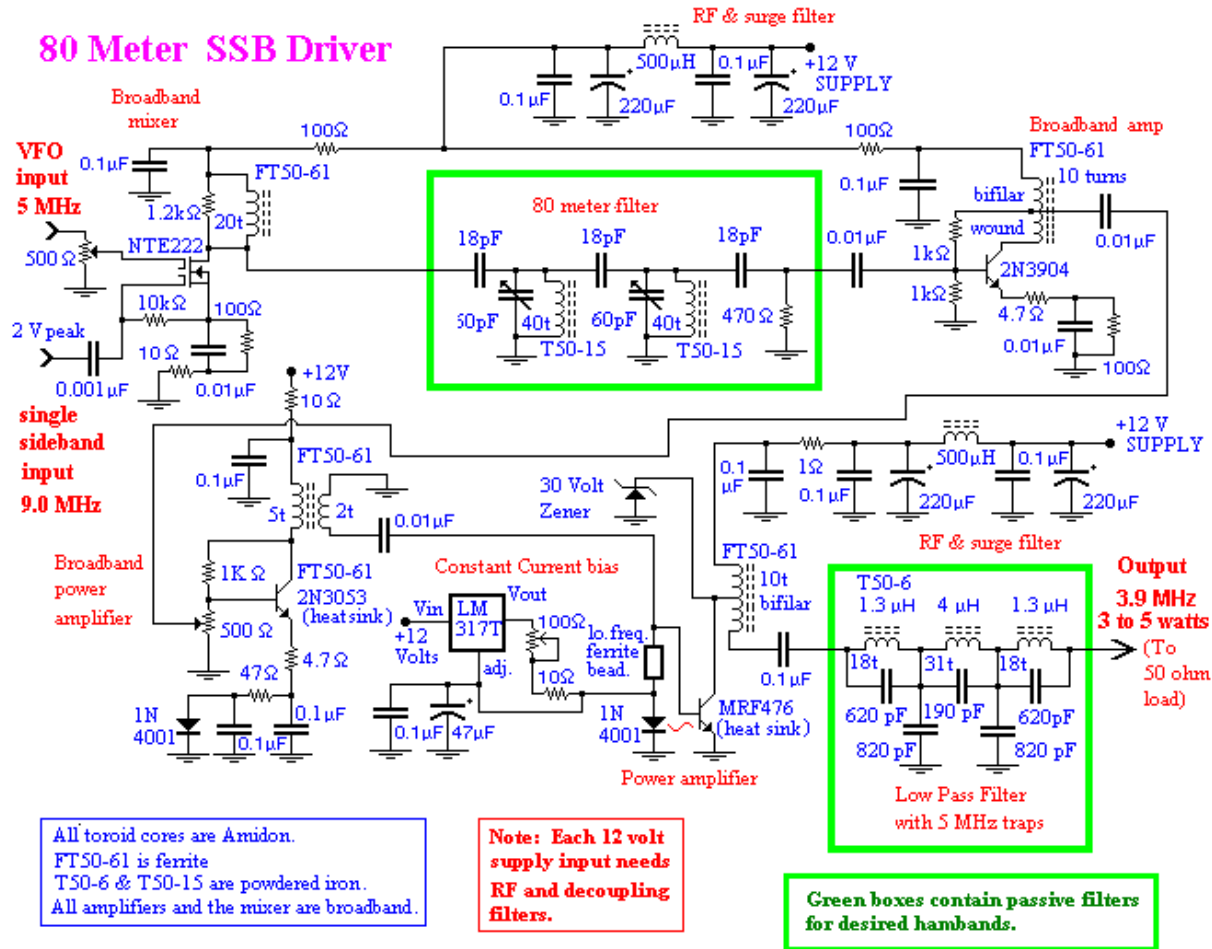 80 Meter SSB Driver
RF & surge filter
500µH
0.1µF
+12 V
SUPPLY
0.1µF
220µF
220µF
Broadband
mixer
100Ω
100Ω
Broadband amp
FT50-61
VFO
input
5 MHz
0.1µF
FT50-61
0.1µF
10 turns
bifilar
wound
1.2kΩ
20t
80 meter filter
NTE222
500 Ω
18pF
18pF
18pF
0.01µF
1kΩ
0.01µF
2N3904
1kΩ
10kΩ
100Ω
50pF
40t
60pF
40t
470 Ω
4.7Ω
2 V peak
T50-15
T50-15
0.01µF
10 Ω
0.001µF
0.01µF
100Ω
+12V
10 Ω
single
sideband
input
9.0 MHz
+12 V
SUPPLY
FT50-61
0.1µF
0.1
µF
1Ω
0.1µF
500µH
0.1µF
220µF
220µF
30 Volt
Zener
5t
2t
0.01µF
RF & surge filter
FT50-61
Broadband
power
amplifier
1K Ω
FT50-61
2N3053
(heat sink)
500 Ω
Constant Current bias
Vin
LM
317T
Vout
+12
Volts
adj.
100Ω
lo. freq.
ferrite
bead.
10t
bifilar
T50-6
1.3 µH
4 µH
1.3 µH
Output
3.9 MHz
3 to 5 watts
(To
50 ohm
load)
18t
31t
18t
4.7Ω
47Ω
10Ω
0.1µF
620 pF
190 pF
620pF
1N
4001
0.1µF
0.1µF
0.1µF
47µF
1N
4001
MRF476
(heat sink)
820 pF
820 pF
Power amplifier
Low Pass Filter
with 5 MHz traps
All toroid cores are Amidon.
FT50-61 is ferrite
T50-6 & T50-15 are powdered iron.
All amplifiers and the mixer are broadband.
Note: Each 12 volt
supply input needs
RF and decoupling
filters.
Green boxes contain passive filters
for desired hambands.